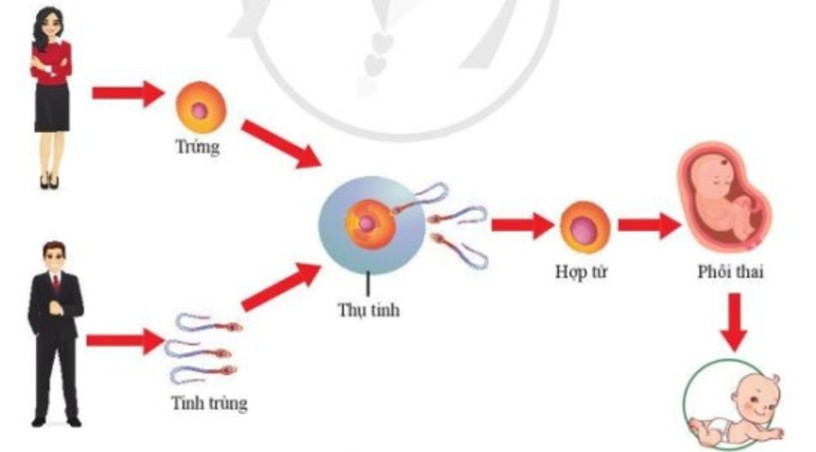 Trứng
Thụ tinh
Tinh trùng
Hợp tử
Phôi thai